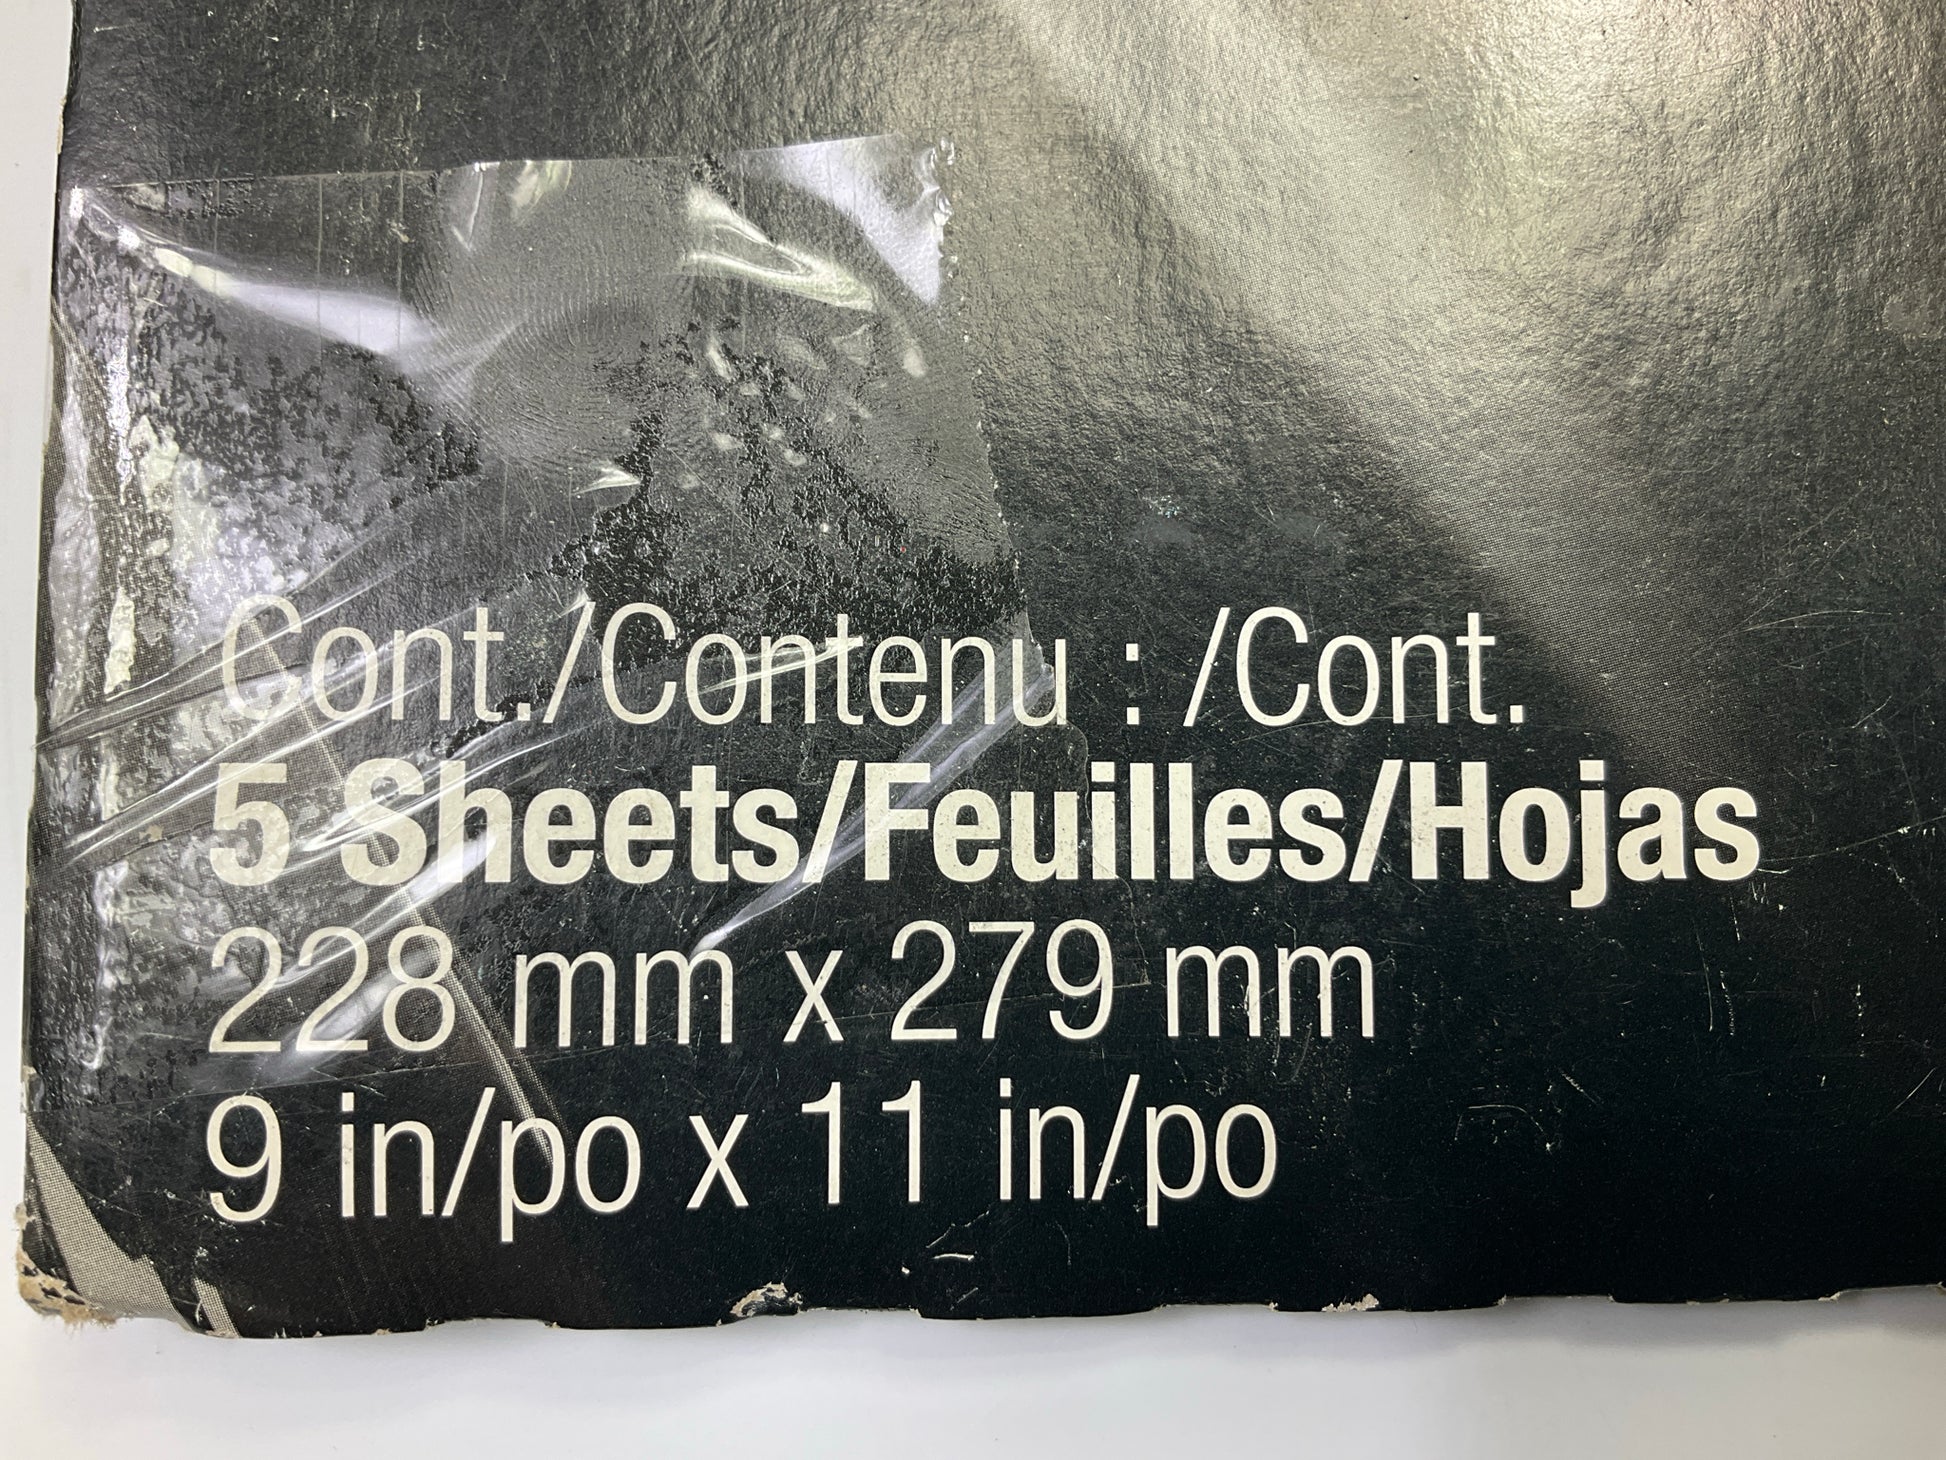 Cont./Contenu : /Cont.
5 Sheets/Feuilles/Hojas
228 mm x 279 mm
9 in/po x 11 in/po